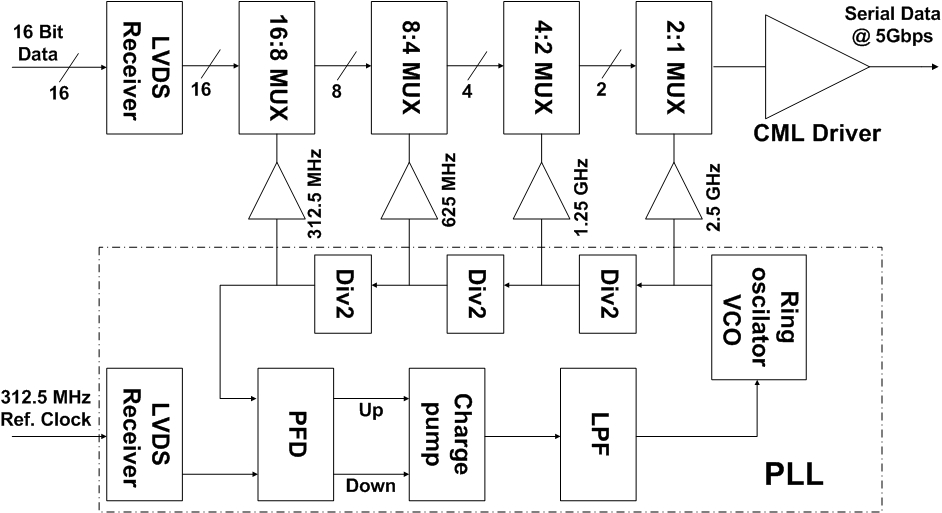 16 Bit
Data
16
LVDS
Receiver
16
16:8 MUX
8
8:4 MUX
4
4:2 MUX
2
2:1 MUX
Serial Data
@ 5Gbps
CML Driver
312.5 MHz
625 MHz
1.25 GHz
2.5 GHz
Div2
Div2
Div2
Ring
oscilator
VCO
312.5 MHz
Ref. Clock
LVDS
Receiver
PFD
Up
Down
Charge
pump
LPF
PLL